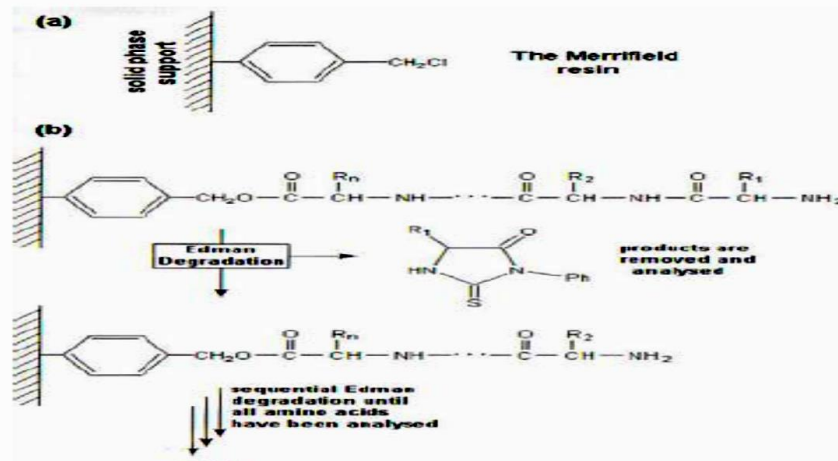 (a)
solid phase
support
CH₂Cl
The Merrifield
resin
(b)
CH₂O
O
C
Rn
CH
NH
O
C
R₂
CH
NH
O
C
R₁
CH
NH₂
Edman
Degradation
R₁
O
HN
N
Ph
S
products are
removed and
analysed
CH₂O
O
C
Rn
CH
NH
O
C
R₂
CH
NH₂
sequential Edman
degradation until
all amino acids
have been analysed